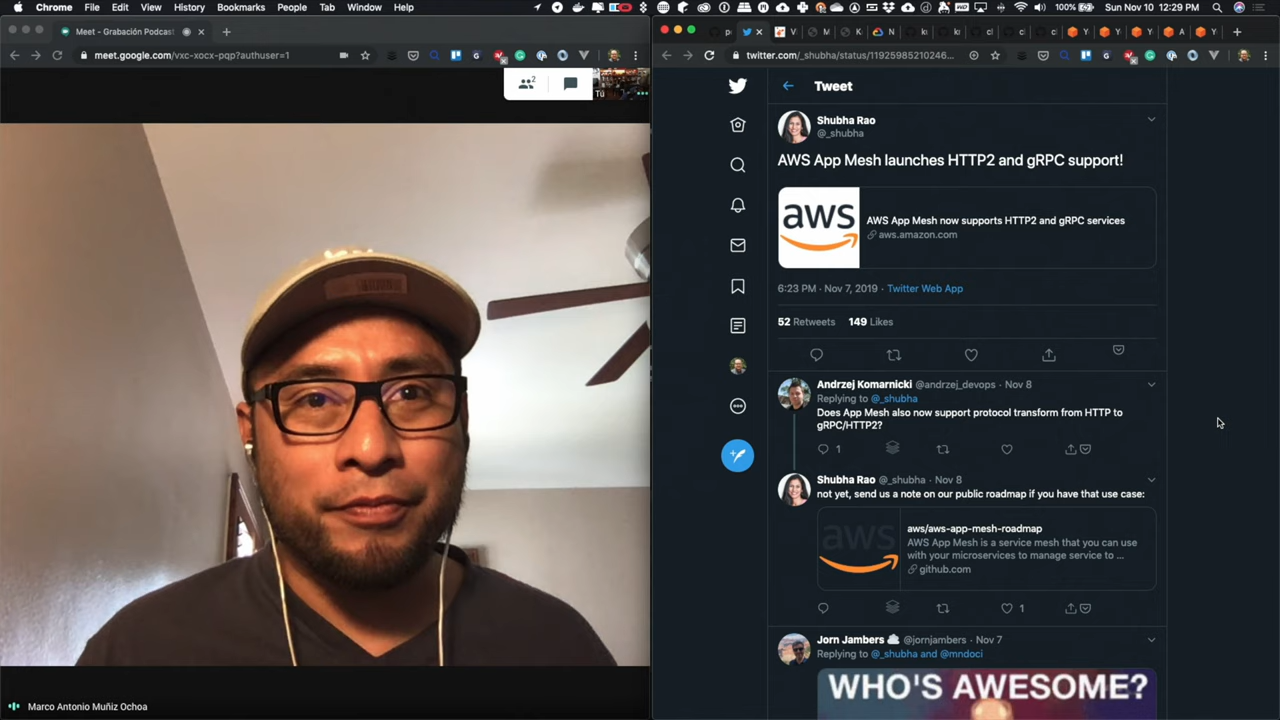 Chrome File Edit View History Bookmarks People Tab Window Help
100% Sun Nov 10 12:29 PM
Meet - Grabación Podcast
meet.google.com/vxc-xocx-pqp?authuser=1
2
Tú
Marco Antonio Muñiz Ochoa
twitter.com/_shubha/status/11925985210246...
Tweet
Shubha Rao
@_shubha
AWS App Mesh launches HTTP2 and gRPC support!
aws
AWS App Mesh now supports HTTP2 and gRPC services
aws.amazon.com
6:23 PM · Nov 7, 2019 · Twitter Web App
52 Retweets 149 Likes
Andrzej Komarnicki @andrzej_devops · Nov 8
Replying to @_shubha
Does App Mesh also now support protocol transform from HTTP to
gRPC/HTTP2?
1
Shubha Rao @_shubha · Nov 8
not yet, send us a note on our public roadmap if you have that use case:
aws
aws/aws-app-mesh-roadmap
AWS App Mesh is a service mesh that you can use
with your microservices to manage service to ...
github.com
1
Jorn Jambers @jornjambers · Nov 7
Replying to @_shubha and @mndoci
WHO'S AWESOME?